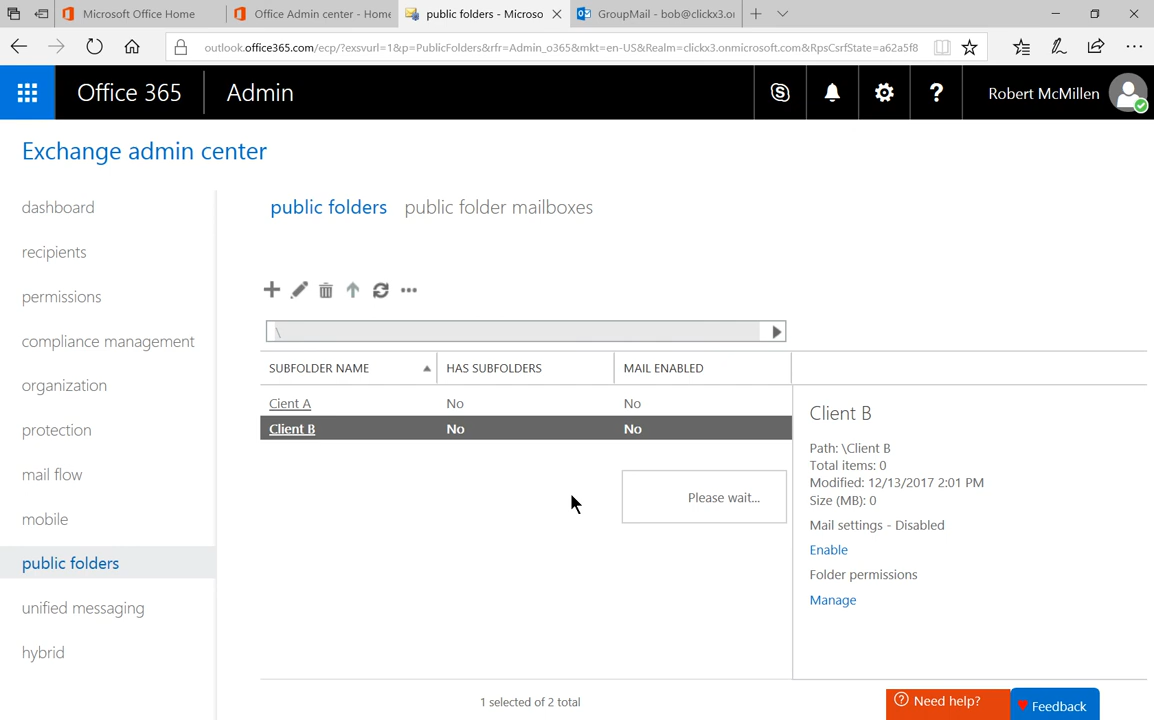 Microsoft Office Home
Office Admin center - Home
public folders - Microso
GroupMail - bob@clickx3.on
outlook.office365.com/ecp/?exsvurl=1&p=PublicFolders&rfr=Admin_o365&mkt=en-US&Realm=clickx3.onmicrosoft.com&RpsCsrfState=a62a5f8
Office 365
Admin
Robert McMillen
Exchange admin center
dashboard
recipients
permissions
compliance management
organization
protection
mail flow
mobile
public folders
unified messaging
hybrid
public folders public folder mailboxes
\
SUBFOLDER NAME HAS SUBFOLDERS MAIL ENABLED
Cient A No No
Client B No No
Please wait...
Client B
Path: \Client B
Total items: 0
Modified: 12/13/2017 2:01 PM
Size (MB): 0
Mail settings - Disabled
Enable
Folder permissions
Manage
1 selected of 2 total
Need help?
Feedback